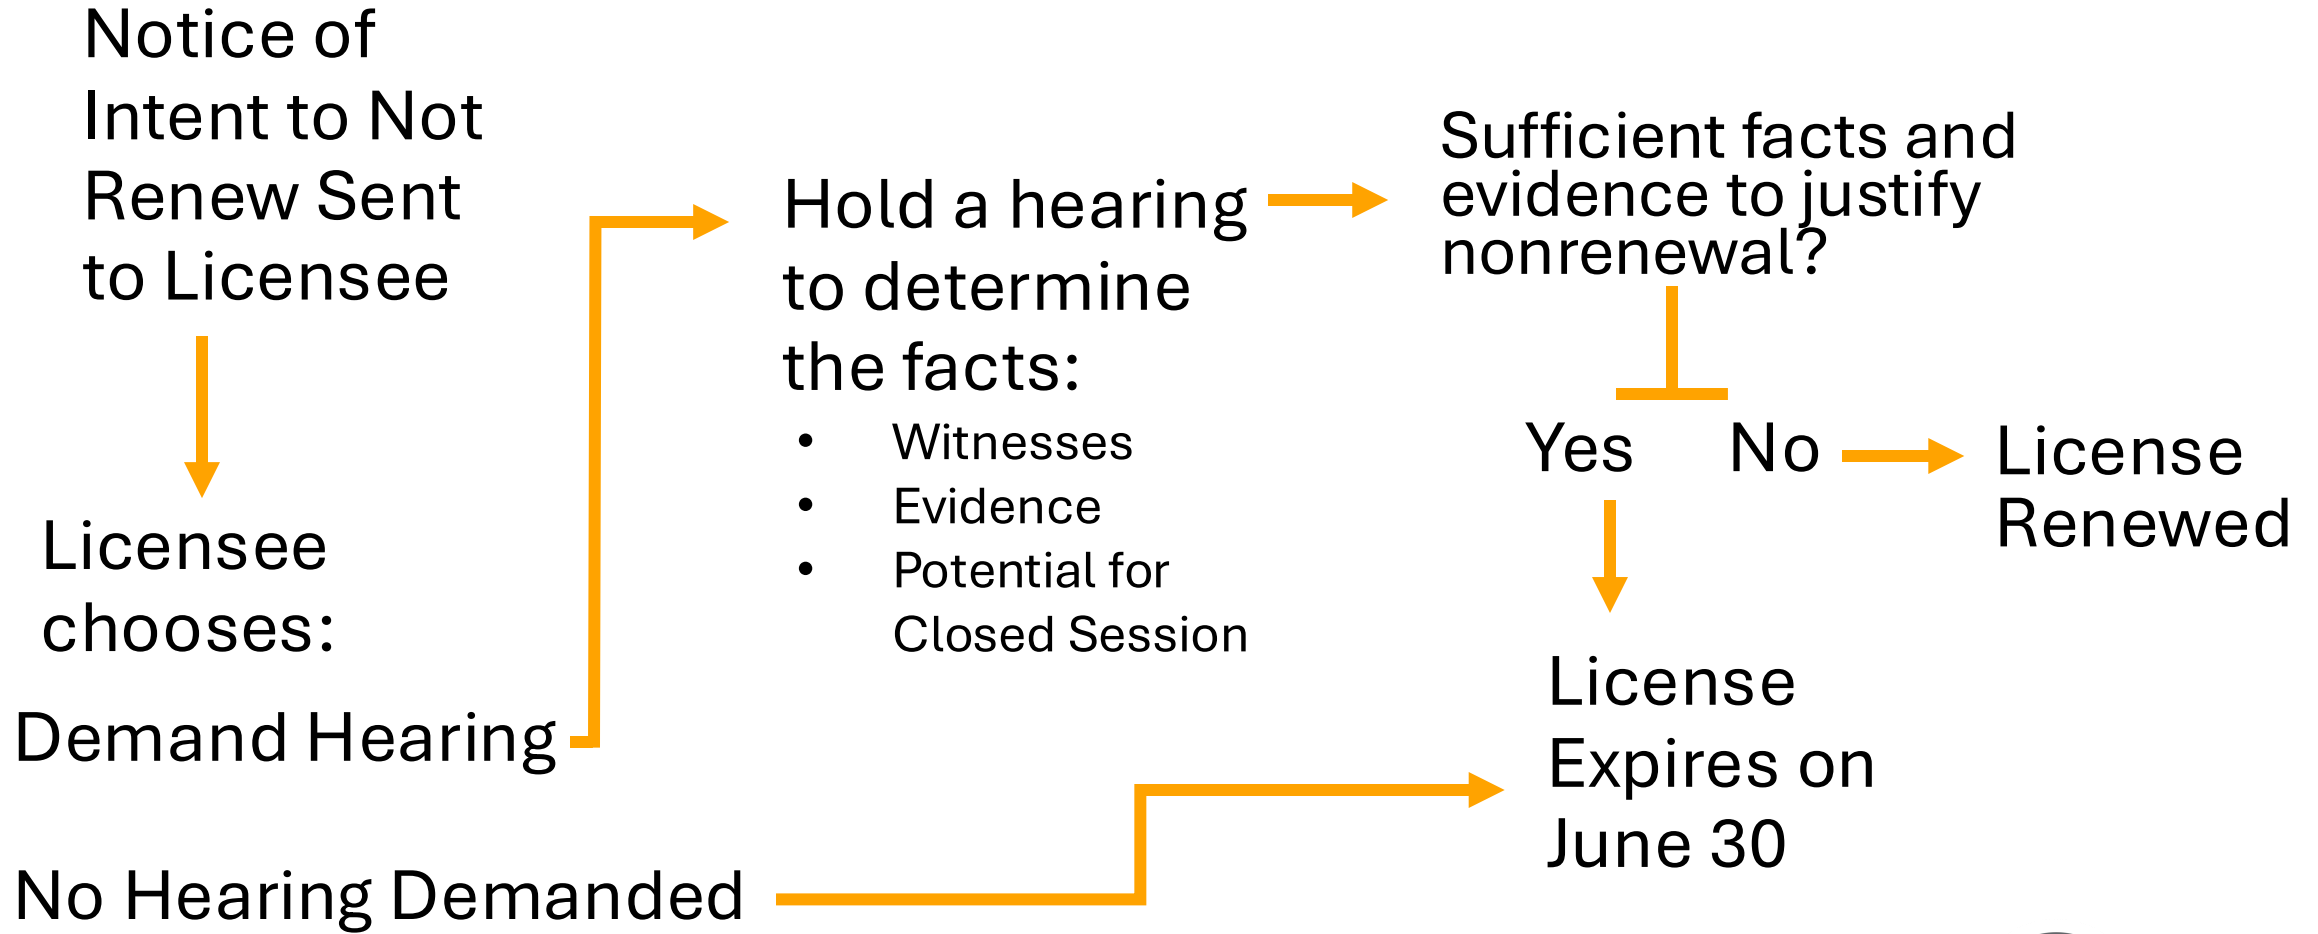 Notice of
Intent to Not
Renew Sent
to Licensee
Licensee
chooses:
Demand Hearing
No Hearing Demanded
Hold a hearing
to determine
the facts:
• Witnesses
• Evidence
• Potential for
Closed Session
Sufficient facts and
evidence to justify
nonrenewal?
Yes
No
License
Renewed
License
Expires on
June 30